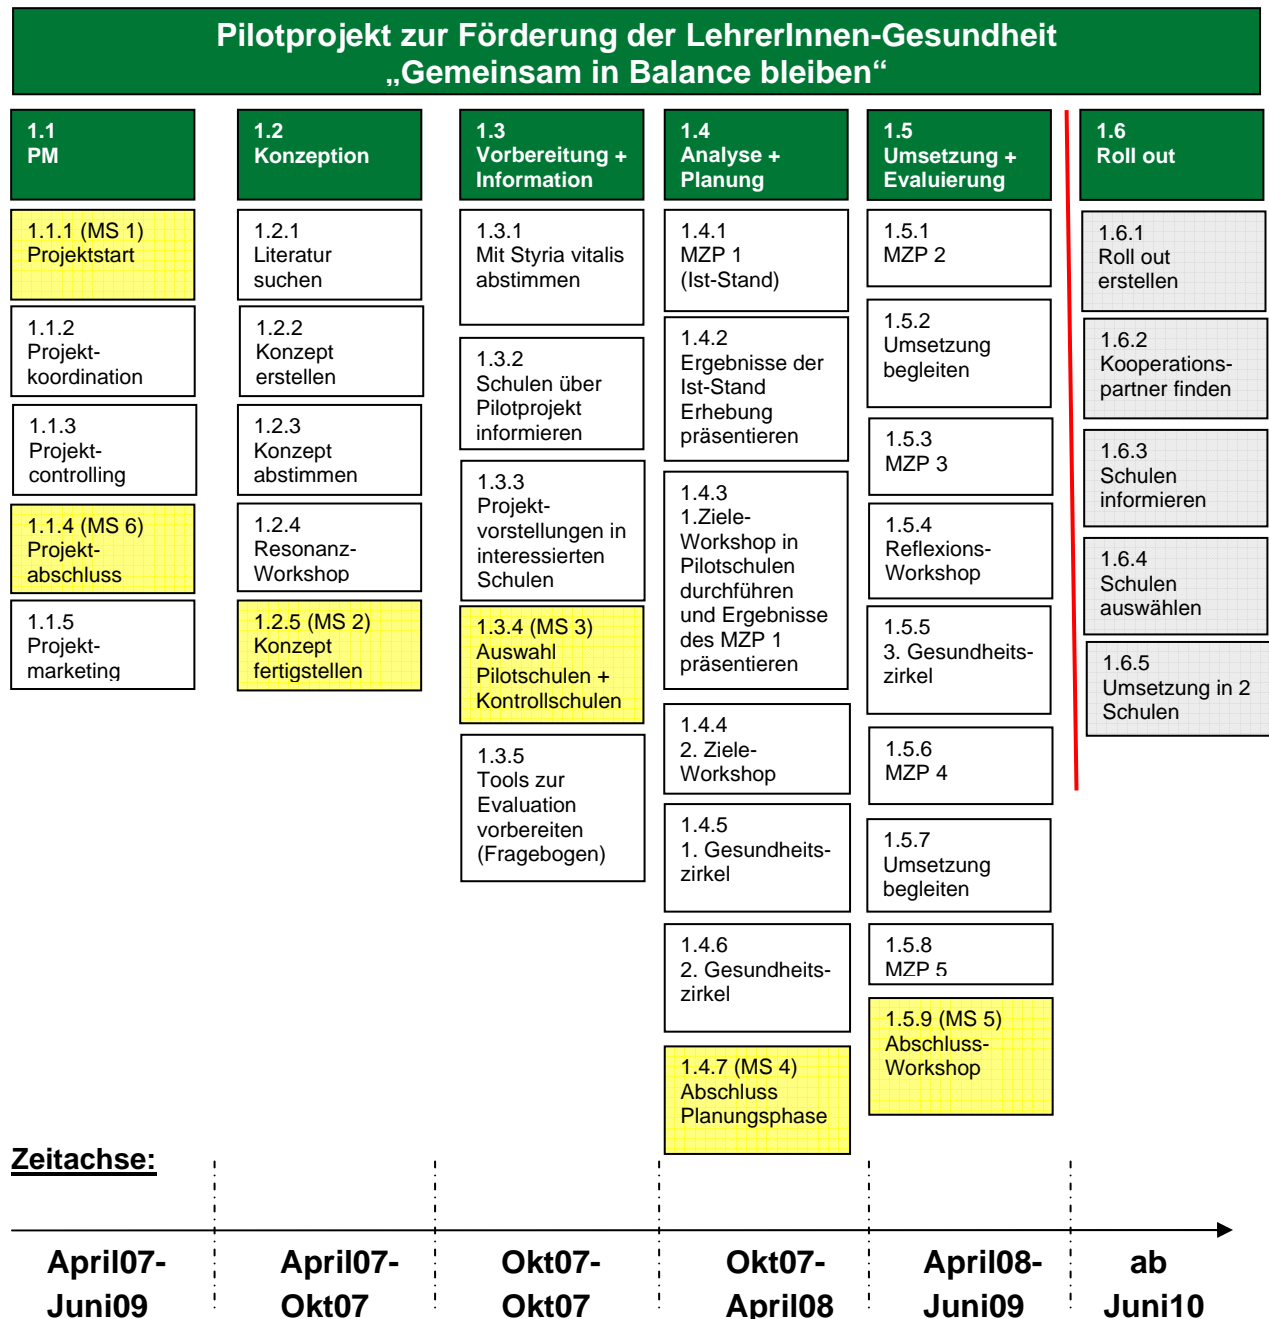 Pilotprojekt zur Förderung der LehrerInnen-Gesundheit
„Gemeinsam in Balance bleiben“
1.1
PM
1.1.1 (MS 1)
Projektstart
1.1.2
Projekt-
koordination
1.1.3
Projekt-
controlling
1.1.4 (MS 6)
Projekt-
abschluss
1.1.5
Projekt-
marketing
1.2
Konzeption
1.2.1
Literatur
suchen
1.2.2
Konzept
erstellen
1.2.3
Konzept
abstimmen
1.2.4
Resonanz-
Workshop
1.2.5 (MS 2)
Konzept
fertigstellen
1.3
Vorbereitung +
Information
1.3.1
Mit Styria vitalis
abstimmen
1.3.2
Schulen über
Pilotprojekt
informieren
1.3.3
Projekt-
vorstellungen in
interessierten
Schulen
1.3.4 (MS 3)
Auswahl
Pilotschulen +
Kontrollschulen
1.3.5
Tools zur
Evaluation
vorbereiten
(Fragebogen)
1.4
Analyse +
Planung
1.4.1
MZP 1
(Ist-Stand)
1.4.2
Ergebnisse der
Ist-Stand
Erhebung
präsentieren
1.4.3
1.Ziele-
Workshop in
Pilotschulen
durchführen
und Ergebnisse
des MZP 1
präsentieren
1.4.4
2. Ziele-
Workshop
1.4.5
1. Gesundheits-
zirkel
1.4.6
2. Gesundheits-
zirkel
1.4.7 (MS 4)
Abschluss
Planungsphase
1.5
Umsetzung +
Evaluierung
1.5.1
MZP 2
1.5.2
Umsetzung
begleiten
1.5.3
MZP 3
1.5.4
Reflexions-
Workshop
1.5.5
3. Gesundheits-
zirkel
1.5.6
MZP 4
1.5.7
Umsetzung
begleiten
1.5.8
MZP 5
1.5.9 (MS 5)
Abschluss-
Workshop
1.6
Roll out
1.6.1
Roll out
erstellen
1.6.2
Kooperations-
partner finden
1.6.3
Schulen
informieren
1.6.4
Schulen
auswählen
1.6.5
Umsetzung in 2
Schulen
Zeitachse:
April07-
Juni09
April07-
Okt07
Okt07-
Okt07
Okt07-
April08
April08-
Juni09
ab
Juni10